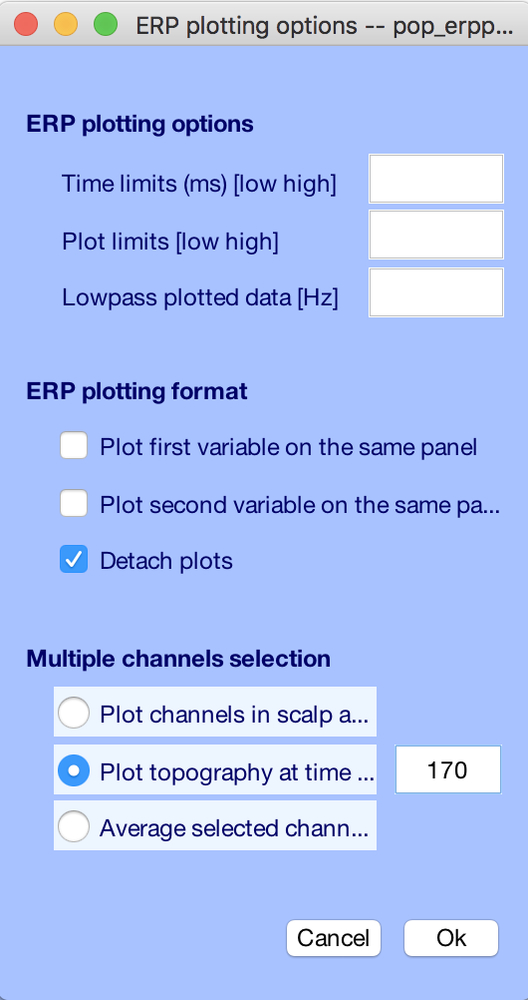 ERP plotting options -- pop_erpp...
ERP plotting options
Time limits (ms) [low high]
Plot limits [low high]
Lowpass plotted data [Hz]
ERP plotting format
Plot first variable on the same panel
Plot second variable on the same pa...
Detach plots
Multiple channels selection
Plot channels in scalp a...
Plot topography at time ... 170
Average selected chann...
Cancel Ok